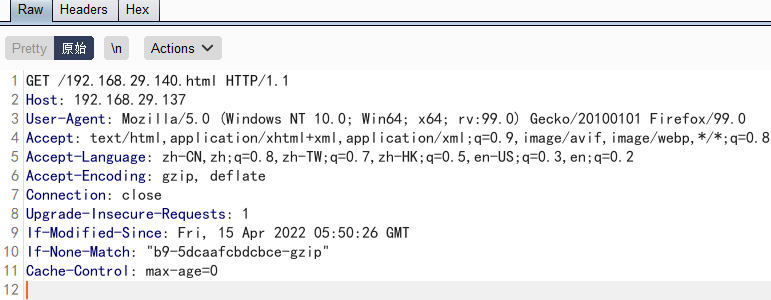 Raw Headers Hex
Pretty 原始 \n Actions
1 GET /192.168.29.140.html HTTP/1.1
2 Host: 192.168.29.137
3 User-Agent: Mozilla/5.0 (Windows NT 10.0; Win64; x64; rv:99.0) Gecko/20100101 Firefox/99.0
4 Accept: text/html,application/xhtml+xml,application/xml;q=0.9,image/avif,image/webp,*/*;q=0.8
5 Accept-Language: zh-CN,zh;q=0.8,zh-TW;q=0.7,zh-HK;q=0.5,en-US;q=0.3,en;q=0.2
6 Accept-Encoding: gzip, deflate
7 Connection: close
8 Upgrade-Insecure-Requests: 1
9 If-Modified-Since: Fri, 15 Apr 2022 05:50:26 GMT
10 If-None-Match: "b9-5dcaafcbdcbce-gzip"
11 Cache-Control: max-age=0
12